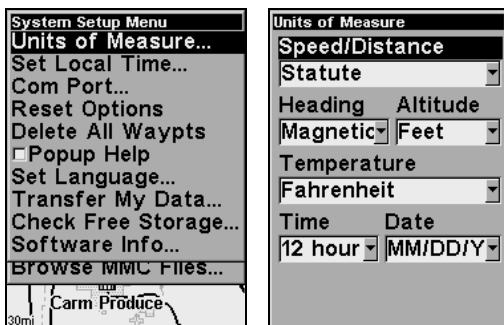 System Setup Menu
Units of Measure...
Set Local Time...
Com Port...
Reset Options
Delete All Waypts
Popup Help
Set Language...
Transfer My Data...
Check Free Storage...
Software Info...
Browse MMC Files...
Carm Produce
30mi
Units of Measure
Speed/Distance
Statute
Heading Altitude
Magnetic Feet
Temperature
Fahrenheit
Time Date
12 hour MM/DD/Y